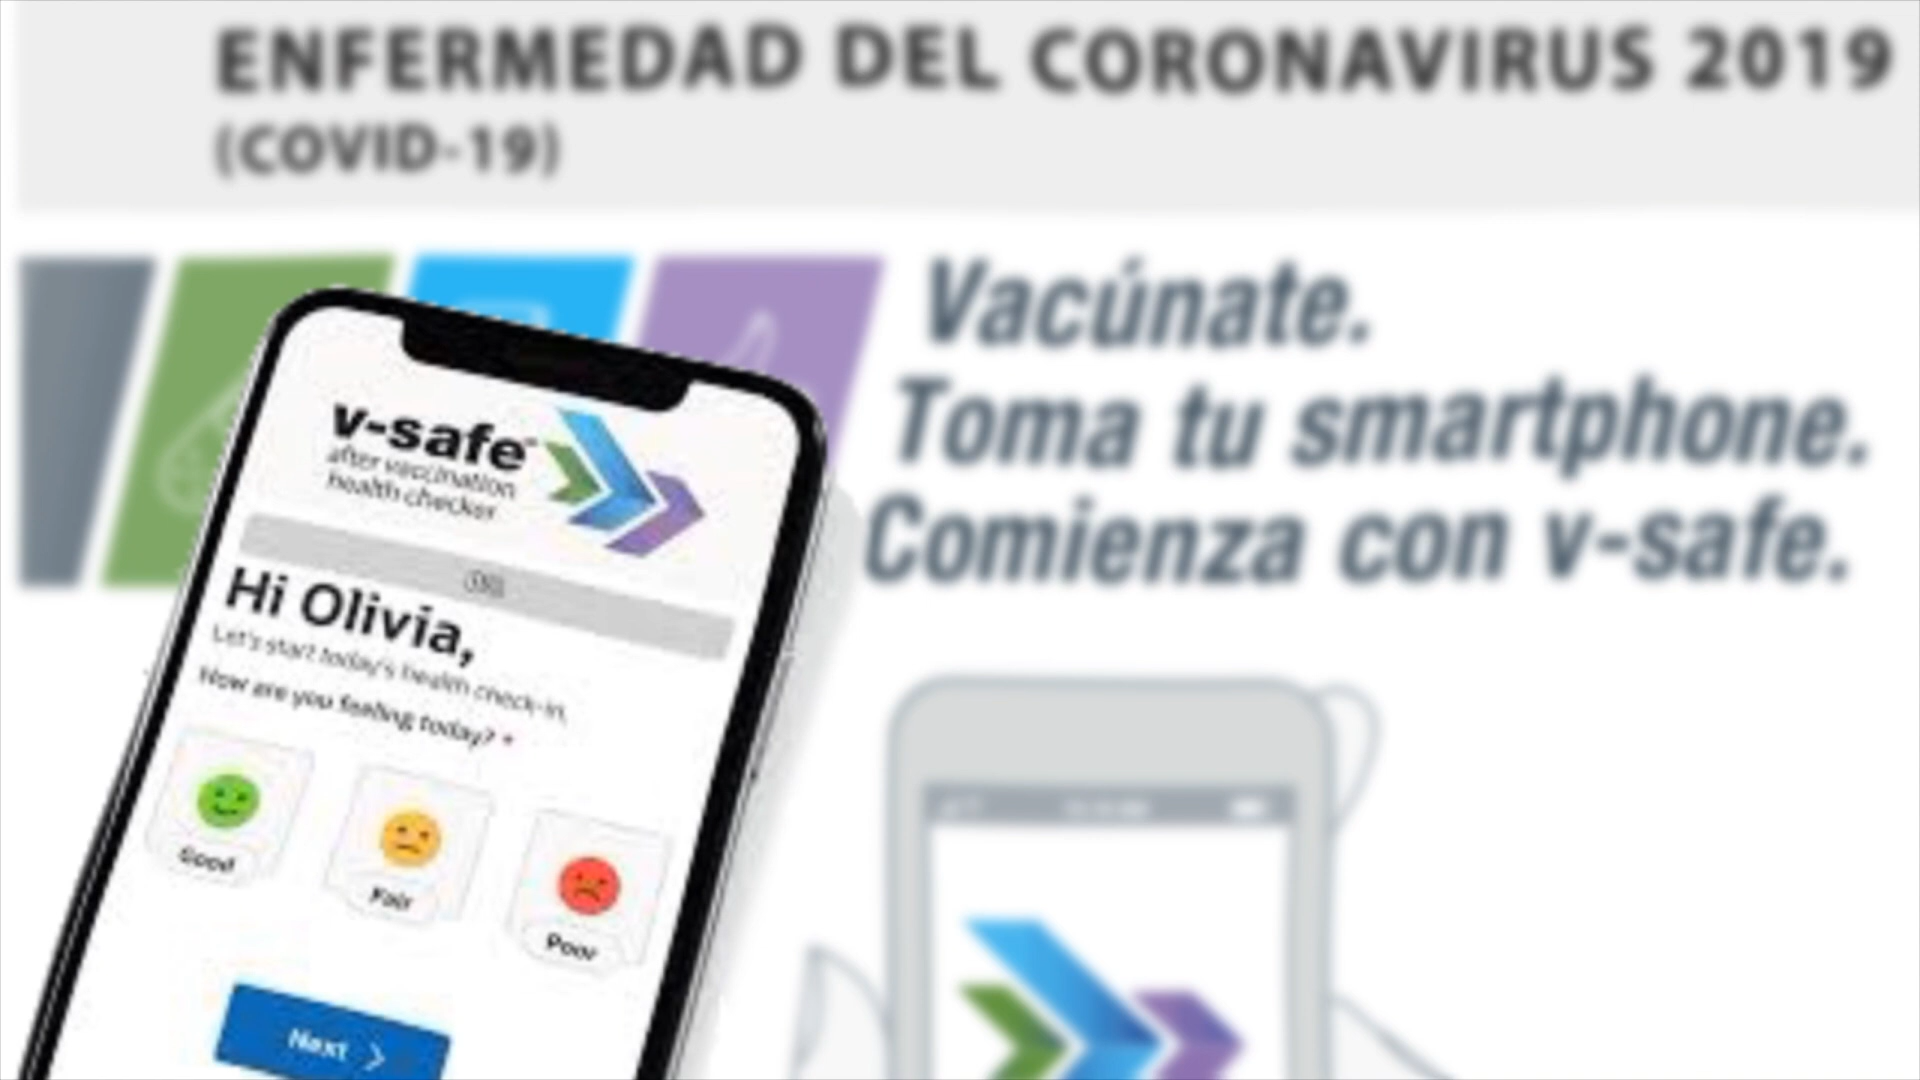 ENFERMEDAD DEL CORONAVIRUS 2019
(COVID-19)
Vacúnate.
Toma tu smartphone.
Comienza con v-safe.
v-safe
after vaccination
health checker
Hi Olivia,
Let's start today's health check-in.
How are you feeling today? *
Good
Fair
Poor
Next